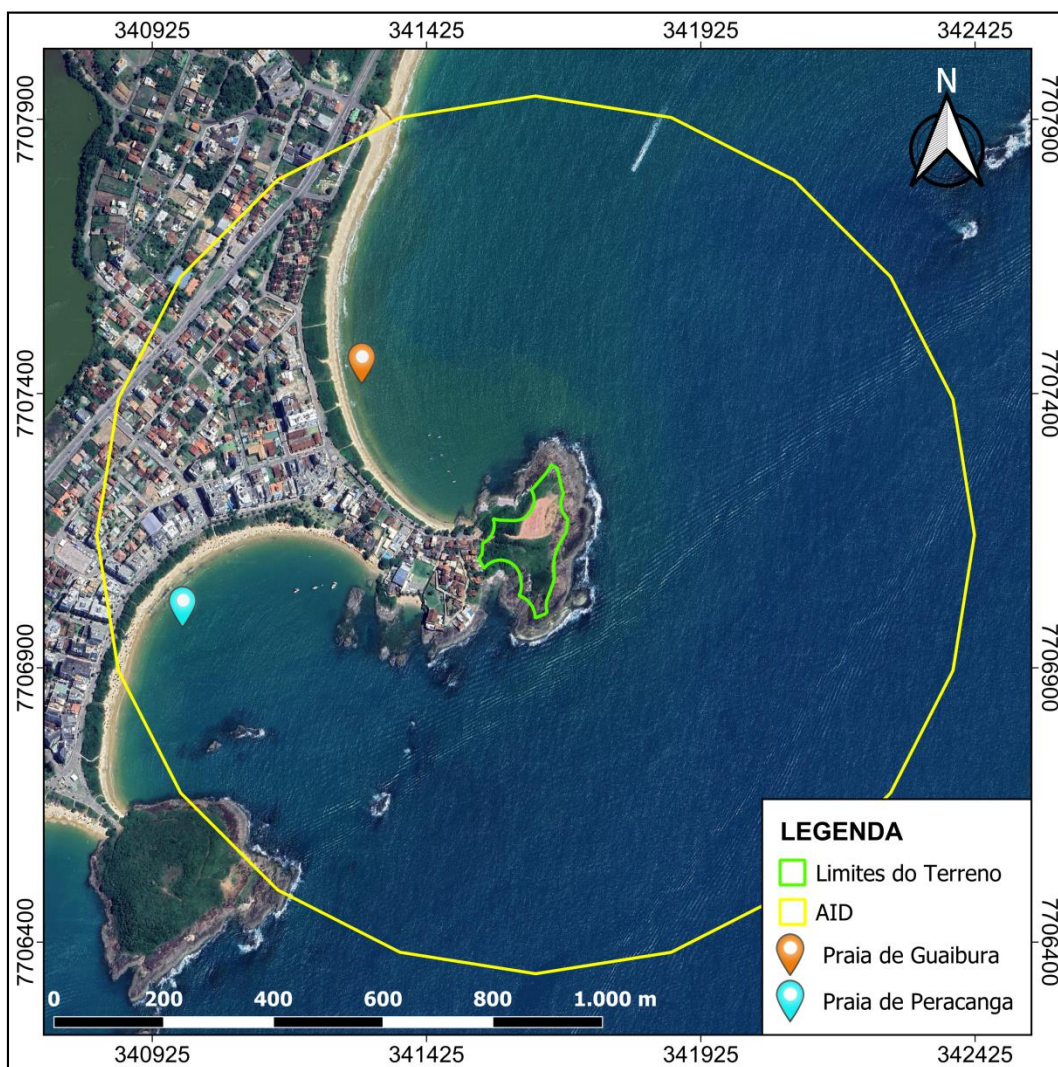 340925 341425 341925 342425
N
7707900 7707900
7707400 7707400
7706900 7706900
7706400 7706400
LEGENDA
Limites do Terreno
AID
Praia de Guaibura
Praia de Peracanga
0 200 400 600 800 1.000 m
340925 341425 341925 342425